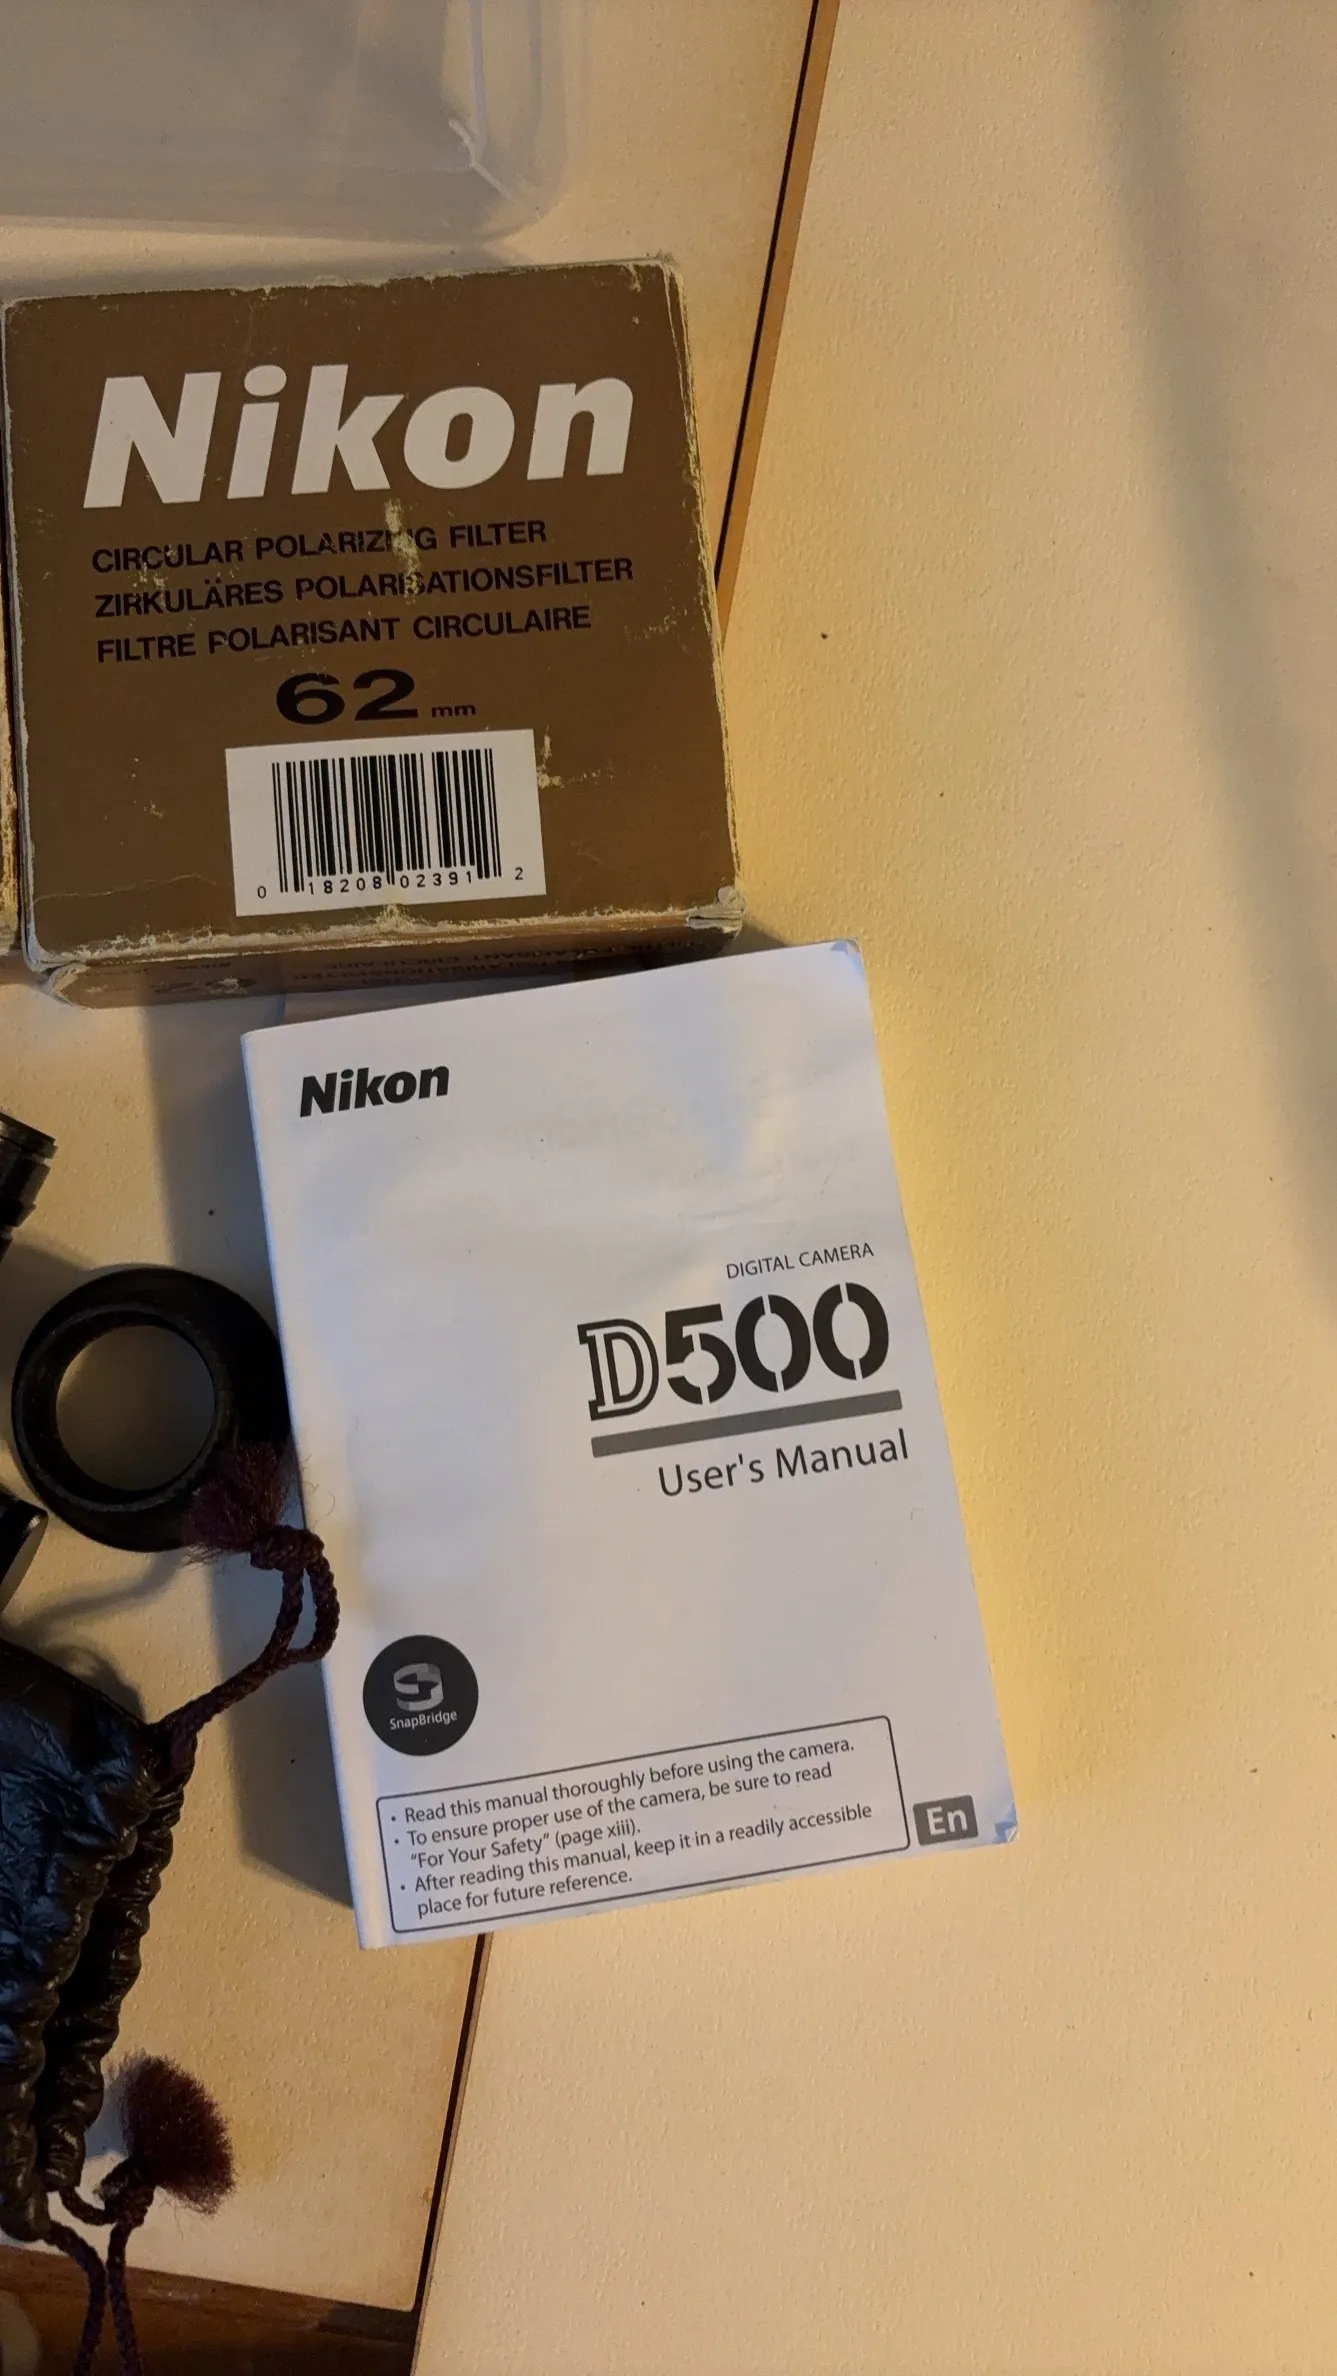 Nikon
CIRCULAR POLARIZING FILTER
ZIRKULÄRES POLARISATIONSFILTER
FILTRE POLARISANT CIRCULAIRE
62 mm
0 18208 02391 2
POLARISANT CIRCULAIRE
62
Nikon
DIGITAL CAMERA
D500
User's Manual
SnapBridge
• Read this manual thoroughly before using the camera.
• To ensure proper use of the camera, be sure to read
"For Your Safety" (page xiii).
• After reading this manual, keep it in a readily accessible
place for future reference.
En